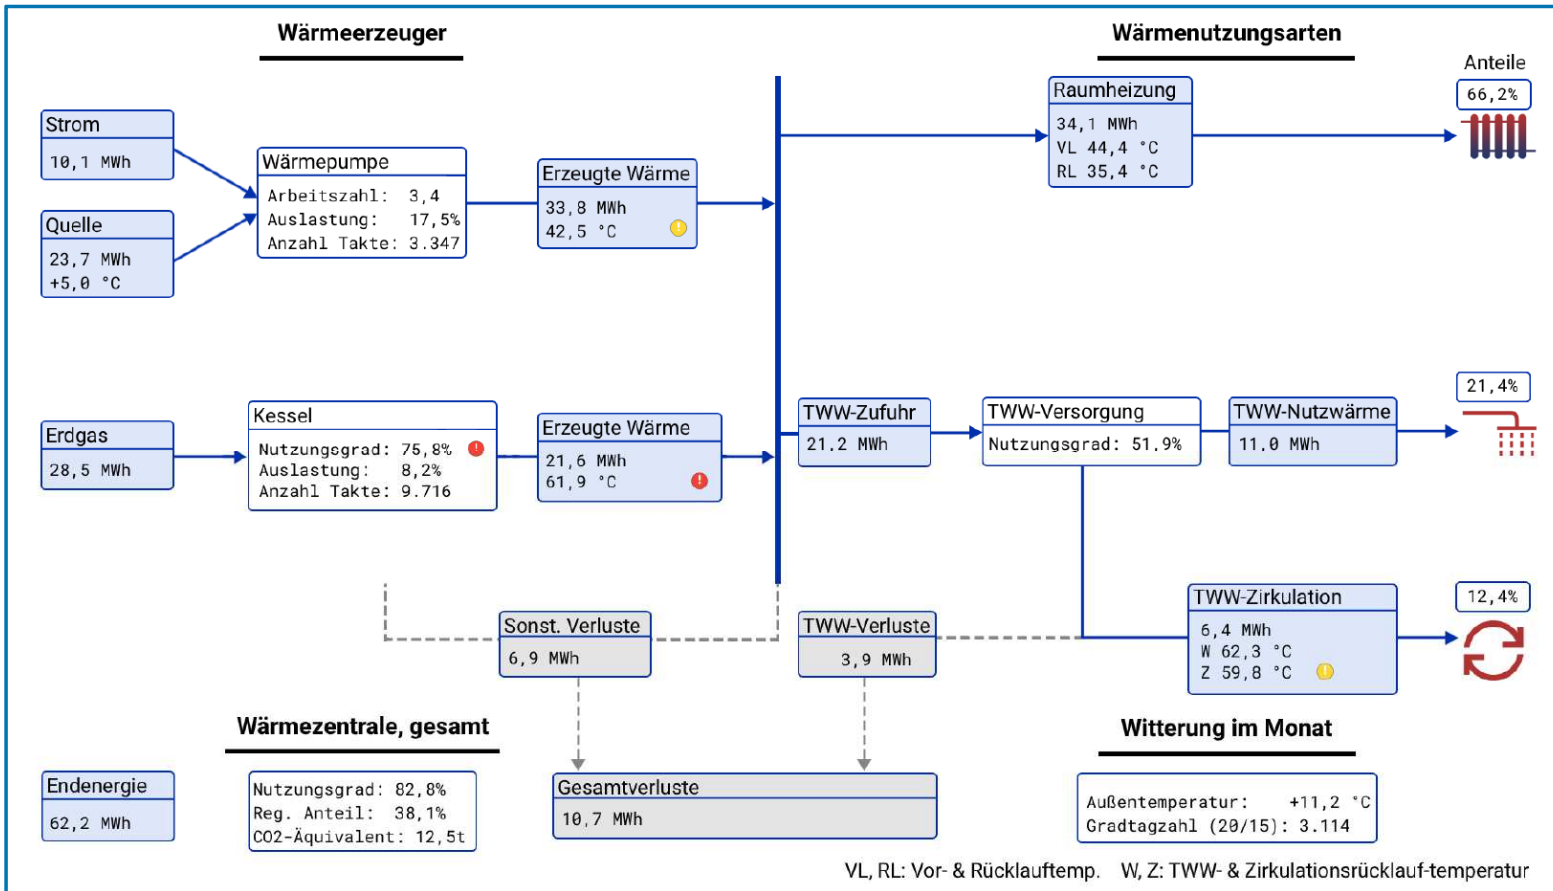 Wärmeerzeuger
Wärmenutzungsarten
Anteile
Strom
10,1 MWh
Quelle
23,7 MWh
+5,0 °C
Wärmepumpe
Arbeitszahl: 3,4
Auslastung: 17,5%
Anzahl Takte: 3.347
Erzeugte Wärme
33,8 MWh
42,5 °C
!
Raumheizung
34,1 MWh
VL 44,4 °C
RL 35,4 °C
66,2%
Erdgas
28,5 MWh
Kessel
Nutzungsgrad: 75,8% !
Auslastung: 8,2%
Anzahl Takte: 9.716
Erzeugte Wärme
21,6 MWh
61,9 °C !
TWW-Zufuhr
21.2 MWh
TWW-Versorgung
Nutzungsgrad: 51.9%
TWW-Nutzwärme
11.0 MWh
21,4%
Sonst. Verluste
6,9 MWh
TWW-Verluste
3,9 MWh
TWW-Zirkulation
6,4 MWh
W 62,3 °C
Z 59,8 °C !
12,4%
Wärmezentrale, gesamt
Witterung im Monat
Endenergie
62,2 MWh
Nutzungsgrad: 82,8%
Reg. Anteil: 38,1%
CO2-Äquivalent: 12,5t
Gesamtverluste
10,7 MWh
Außentemperatur: +11,2 °C
Gradtagzahl (20/15): 3.114
VL, RL: Vor- & Rücklauftemp. W, Z: TWW- & Zirkulationsrücklauf-temperatur